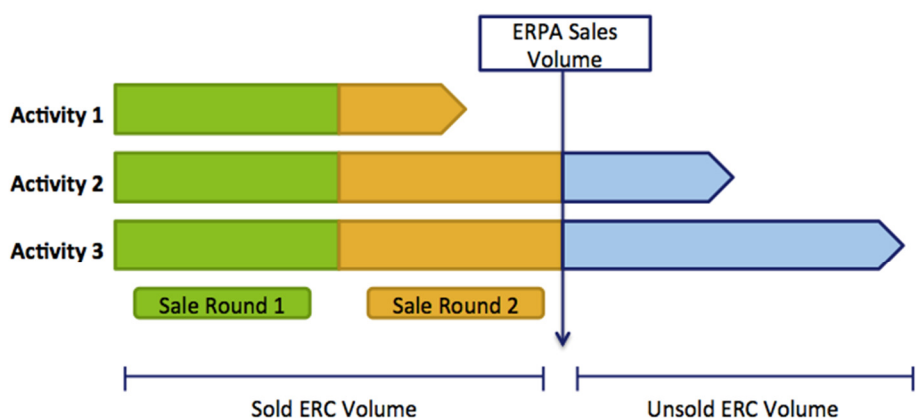 ERPA Sales
Volume
Activity 1
Activity 2
Activity 3
Sale Round 1
Sale Round 2
Sold ERC Volume
Unsold ERC Volume